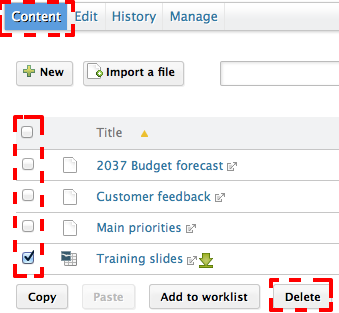 Content Edit History Manage
New Import a file
Title
2037 Budget forecast
Customer feedback
Main priorities
Training slides
Copy Paste Add to worklist Delete